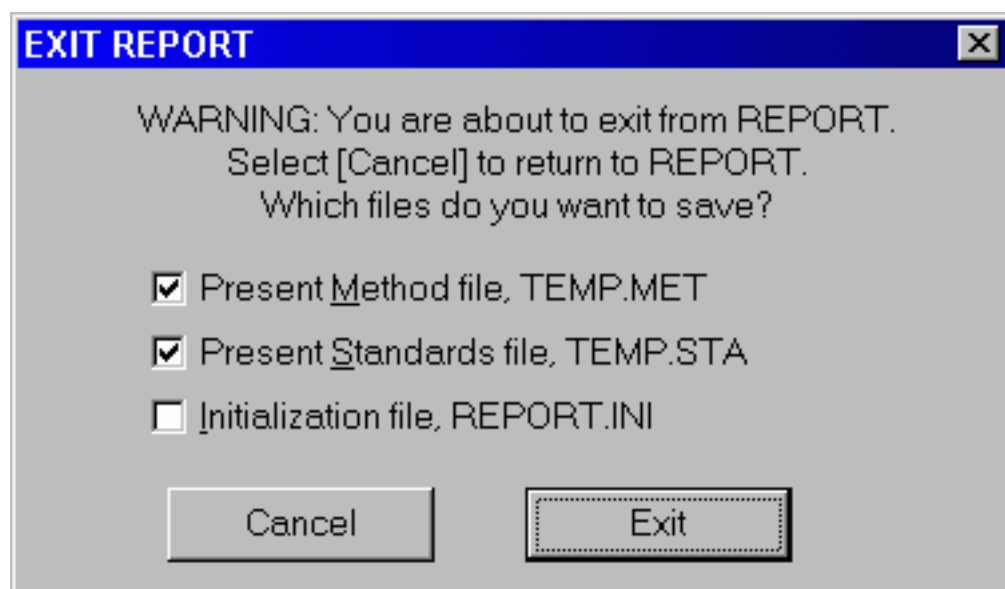 EXIT REPORT
WARNING: You are about to exit from REPORT.
Select [Cancel] to return to REPORT.
Which files do you want to save?
Present Method file, TEMP.MET
Present Standards file, TEMP.STA
Initialization file, REPORT.INI
Cancel
Exit